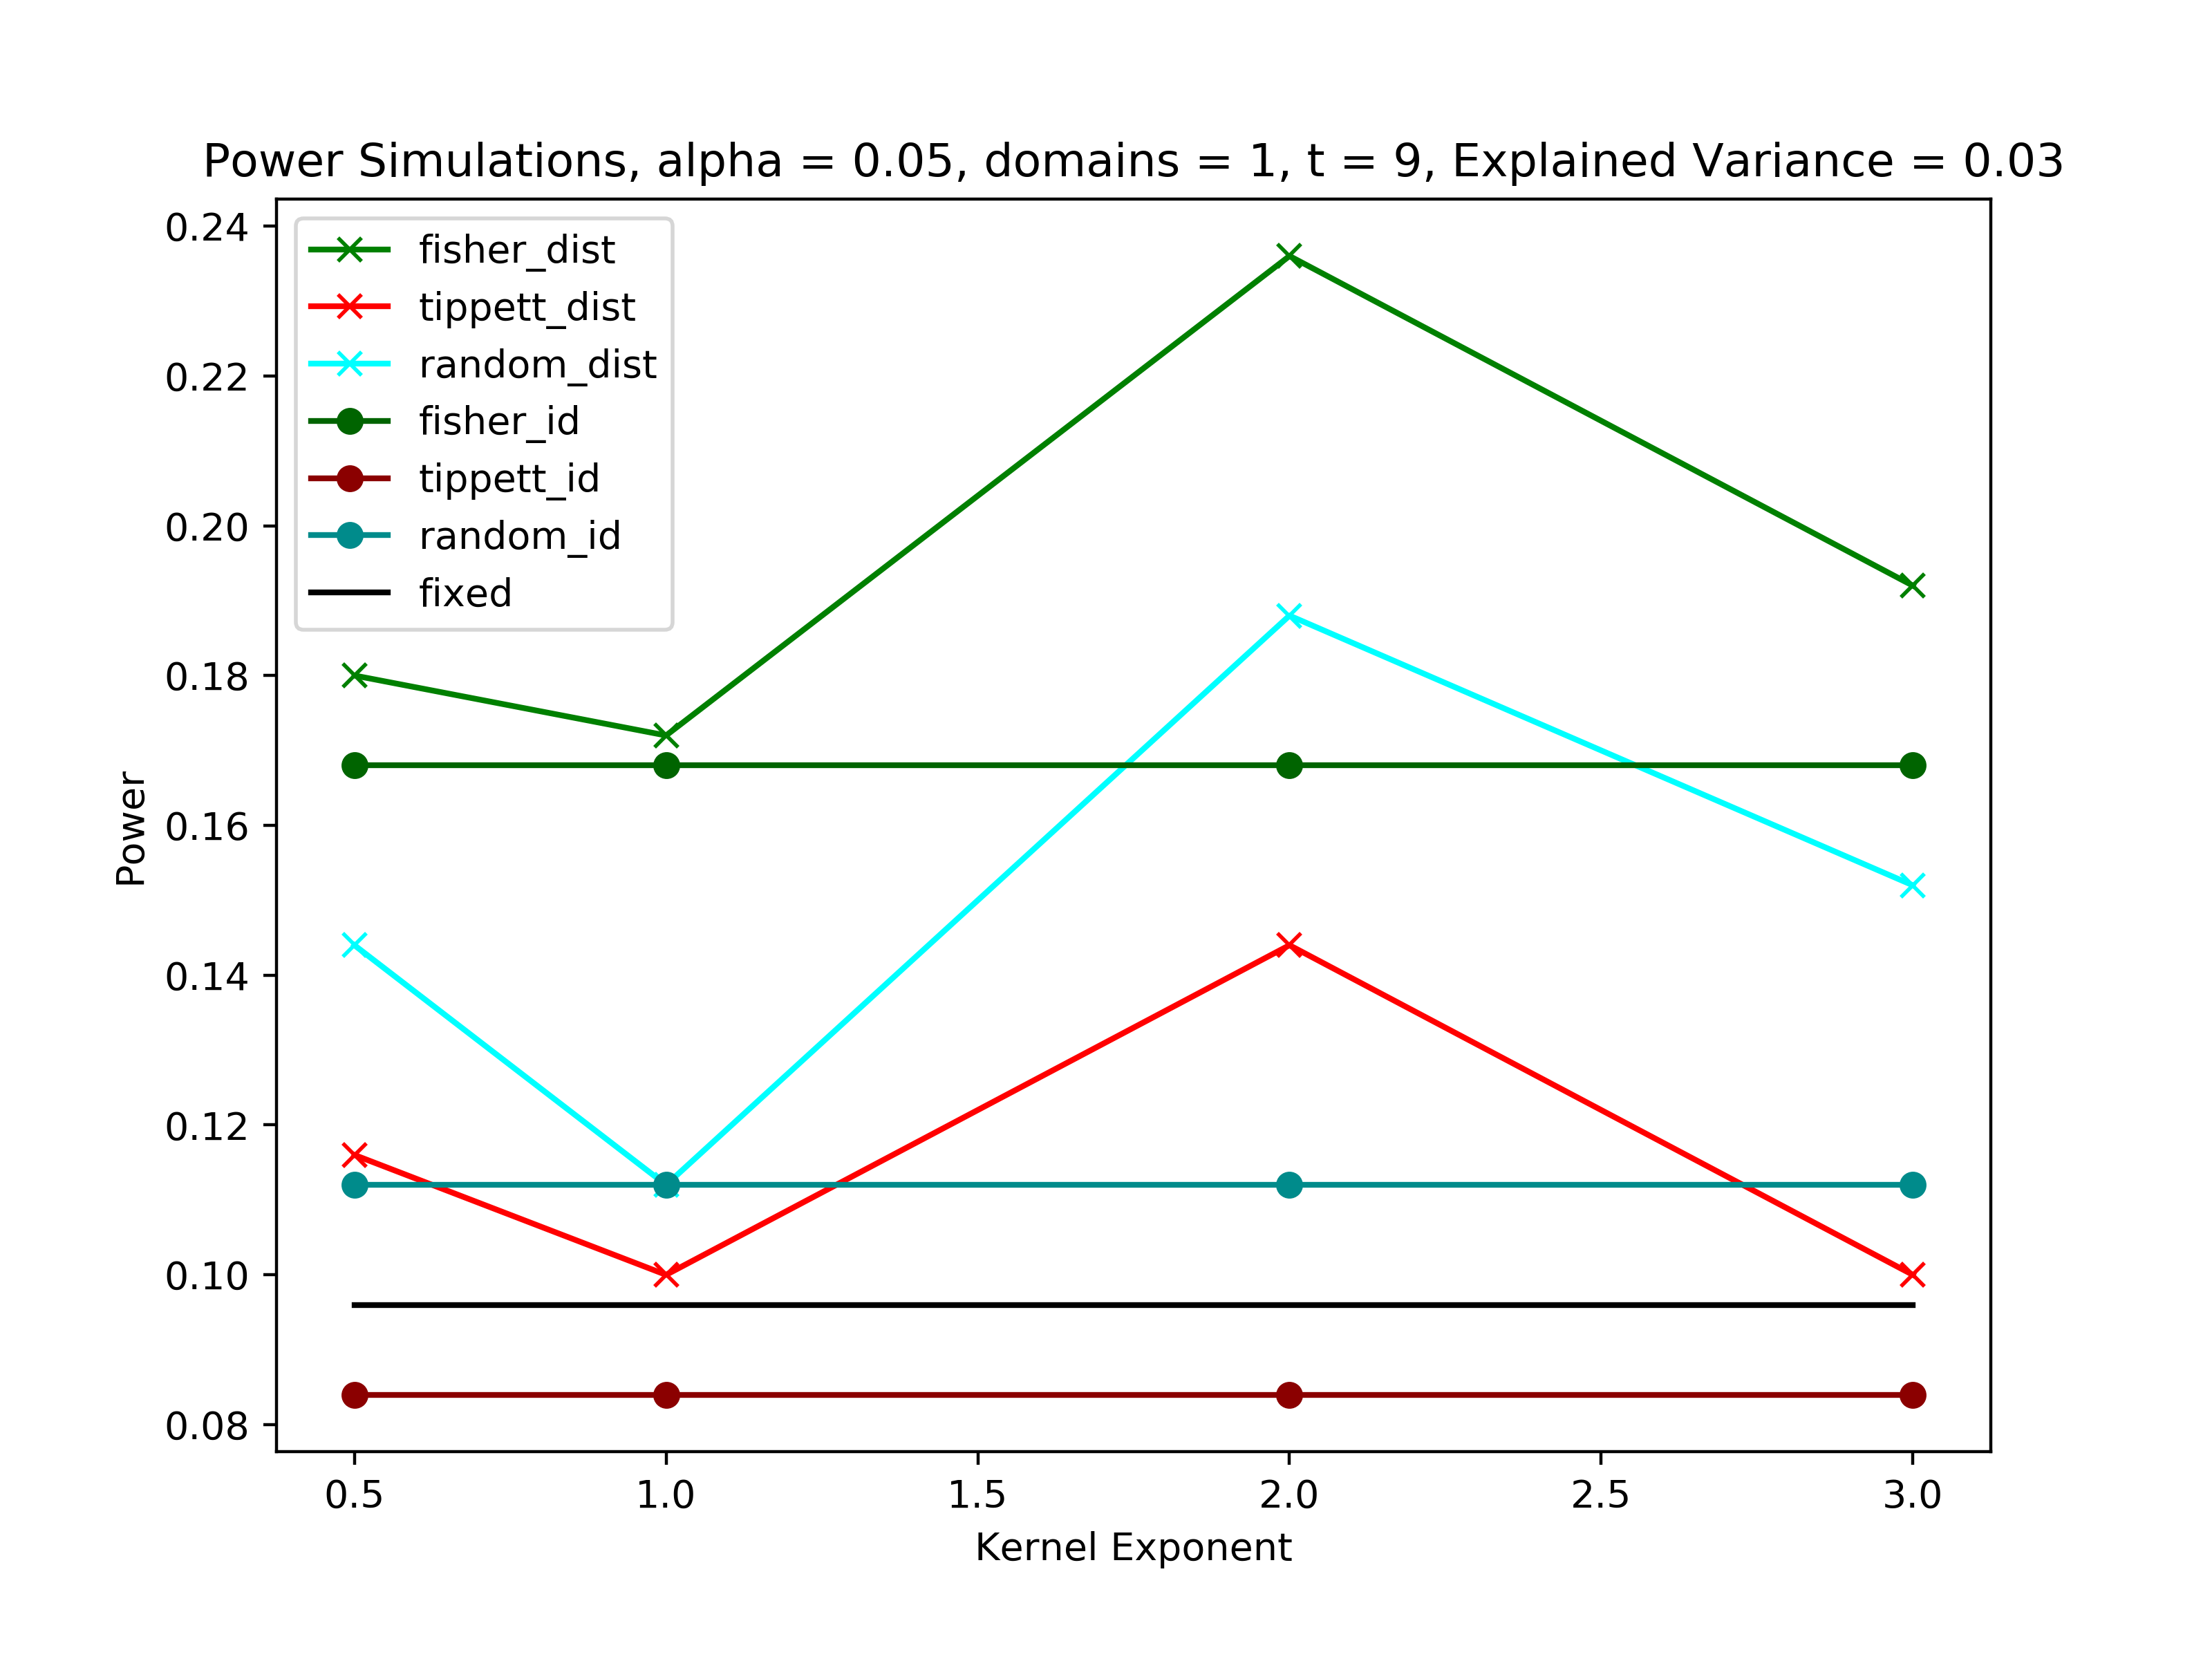 Power Simulations, alpha = 0.05, domains = 1, t = 9, Explained Variance = 0.03
fisher_dist
tippett_dist
random_dist
fisher_id
tippett_id
random_id
fixed
0.24
0.22
0.20
0.18
0.16
0.14
0.12
0.10
0.08
Power
0.5 1.0 1.5 2.0 2.5 3.0
Kernel Exponent